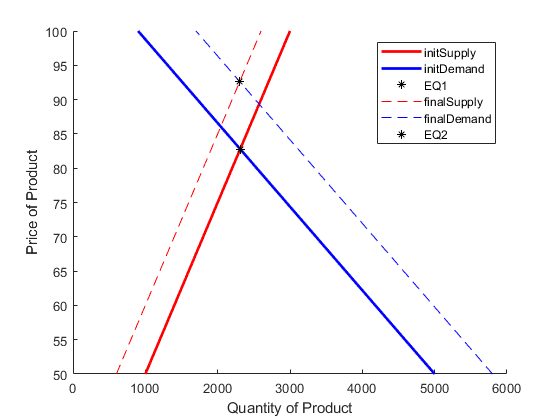 100
95
90
85
80
75
70
65
60
55
50
Price of Product
0
1000
2000
3000
4000
5000
6000
Quantity of Product
initSupply
initDemand
EQ1
finalSupply
finalDemand
EQ2